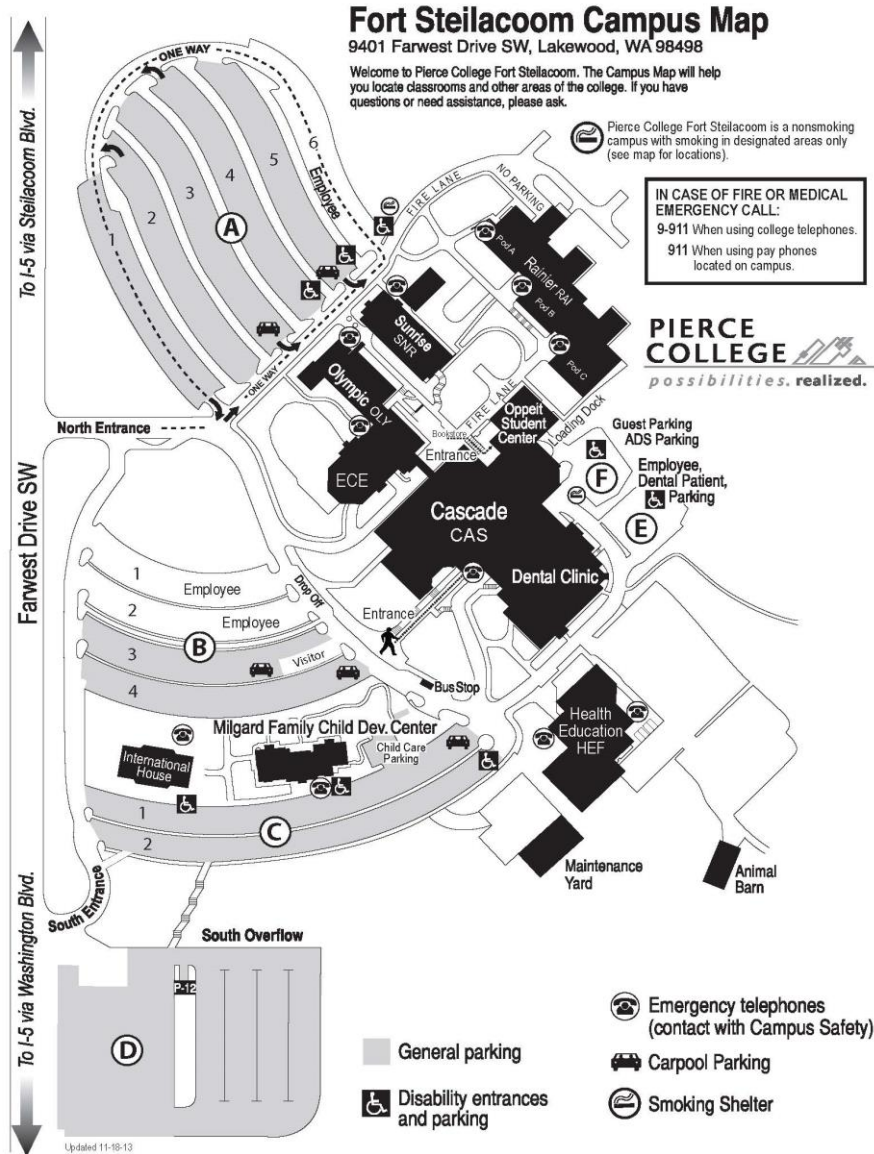 Fort Steilacoom Campus Map
9401 Farwest Drive SW, Lakewood, WA 98498
Welcome to Pierce College Fort Steilacoom. The Campus Map will help
you locate classrooms and other areas of the college. If you have
questions or need assistance, please ask.
Pierce College Fort Steilacoom is a nonsmoking
campus with smoking in designated areas only
(see map for locations).
IN CASE OF FIRE OR MEDICAL
EMERGENCY CALL:
9-911 When using college telephones.
911 When using pay phones
located on campus.
PIERCE
COLLEGE
possibilities. realized.
To I-5 via Steilacoom Blvd.
Farwest Drive SW
To I-5 via Washington Blvd.
ONE WAY
1
2
3
4
5
6
Employee
A
ONE WAY
North Entrance
FIRE LANE
NO PARKING
Pod A
Rainier RAI
Pod B
Pod C
Sunrise
SNR
Olympic OLY
FIRE LANE
Oppeit
Student
Center
Loading Dock
Bookstore
Entrance
ECE
Guest Parking
ADS Parking
F
Employee,
Dental Patient,
Parking
E
Cascade
CAS
Dental Clinic
1
Employee
2
Employee
B
3
Visitor
4
Drop Off
Entrance
Bus Stop
Milgard Family Child Dev. Center
Child Care
Parking
International
House
Health
Education
HEF
1
C
2
South Entrance
Maintenance
Yard
Animal
Barn
South Overflow
P-12
D
General parking
Disability entrances
and parking
Emergency telephones
(contact with Campus Safety)
Carpool Parking
Smoking Shelter
Updated 11-18-13